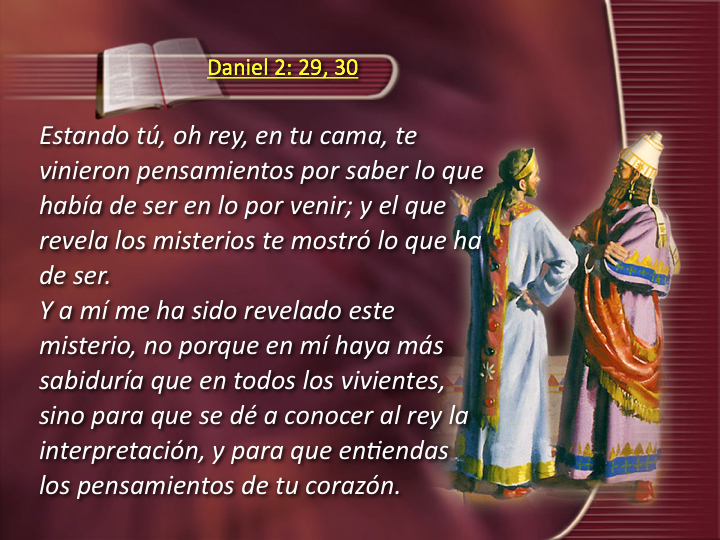 Daniel 2: 29, 30
Estando tú, oh rey, en tu cama, te
vinieron pensamientos por saber lo que
había de ser en lo por venir; y el que
revela los misterios te mostró lo que ha
de ser.
Y a mí me ha sido revelado este
misterio, no porque en mí haya más
sabiduría que en todos los vivientes,
sino para que se dé a conocer al rey la
interpretación, y para que entiendas
los pensamientos de tu corazón.